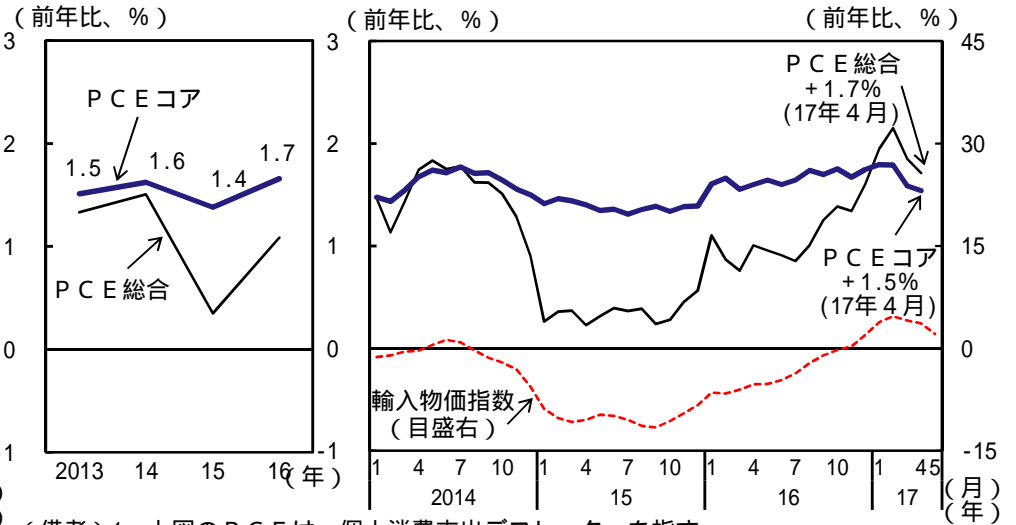 （前年比、％）
3
2
1
0
-1
ＰＣＥコア
1.5
1.6
1.4
1.7
ＰＣＥ総合
2013 14 15 16
（年）
（前年比、％）
（前年比、％）
3
2
1
0
-1
45
30
15
0
-15
ＰＣＥ総合
+1.7%
(17年４月)
ＰＣＥコア
+1.5%
(17年４月)
輸入物価指数
（目盛右）
1 4 7 10 1 4 7 10 1 4 7 10 1 45
（月）
2014 15 16 17
（年）